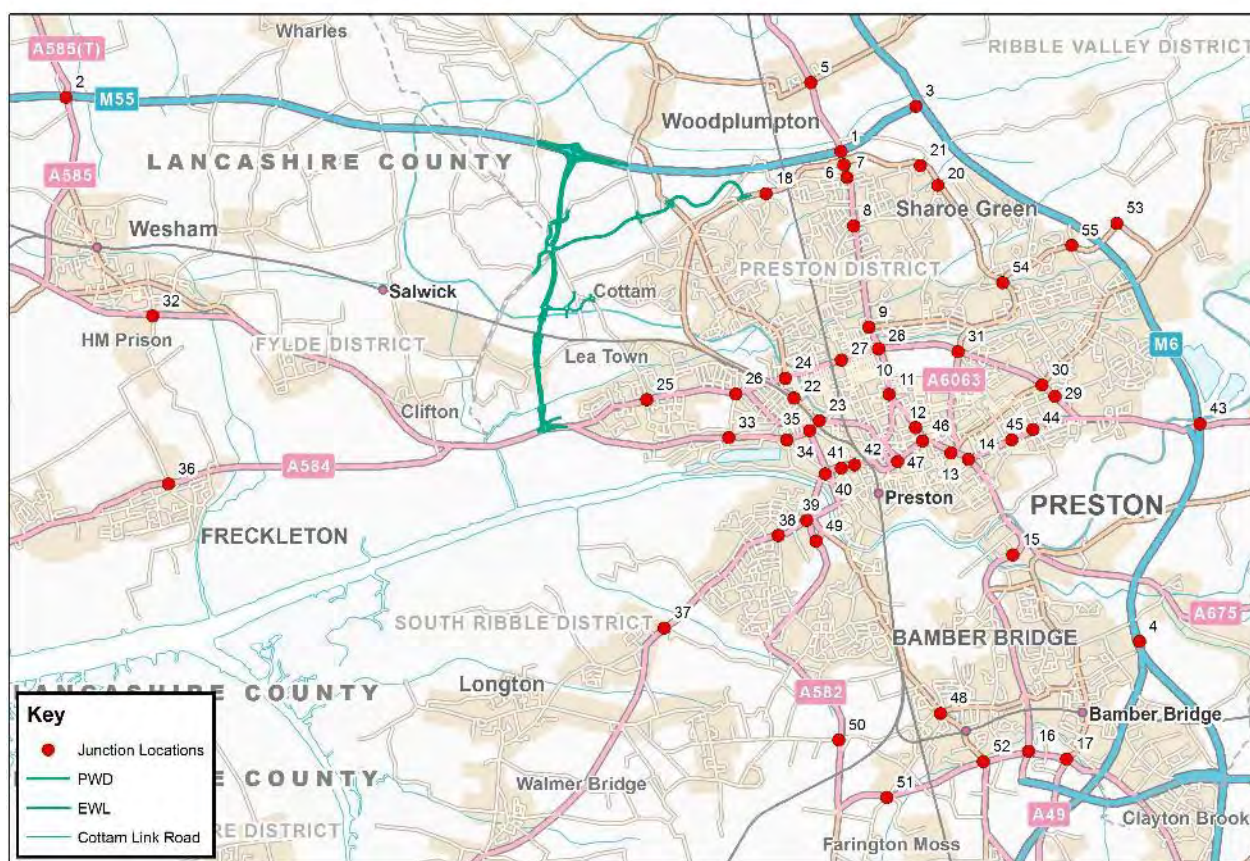 Wharles
RIBBLE VALLEY DISTRICT
A585(T)
2
M55
5
3
Woodplumpton
1
LANCASHIRE COUNTY
7
6
21
20
18
A585
Sharoe Green
53
Wesham
8
55
PRESTON DISTRICT
54
Salwick
Cottam
32
HM Prison
FYLDE DISTRICT
9
28
31
M6
Lea Town
27
24
10
11
A6063
30
29
Clifton
25
26
22
23
12
46
45
44
43
33
35
34
42
47
13
14
41
40
36
A584
Preston
PRESTON
FRECKLETON
39
38
49
15
SOUTH RIBBLE DISTRICT
37
BAMBER BRIDGE
A675
4
LANCASHIRE COUNTY
Longton
A582
48
Bamber Bridge
50
52
16
17
Walmer Bridge
51
A49
Clayton Brook
Farington Moss
Key
Junction Locations
PWD
EWL
Cottam Link Road
E COUNTY
RE DISTRICT